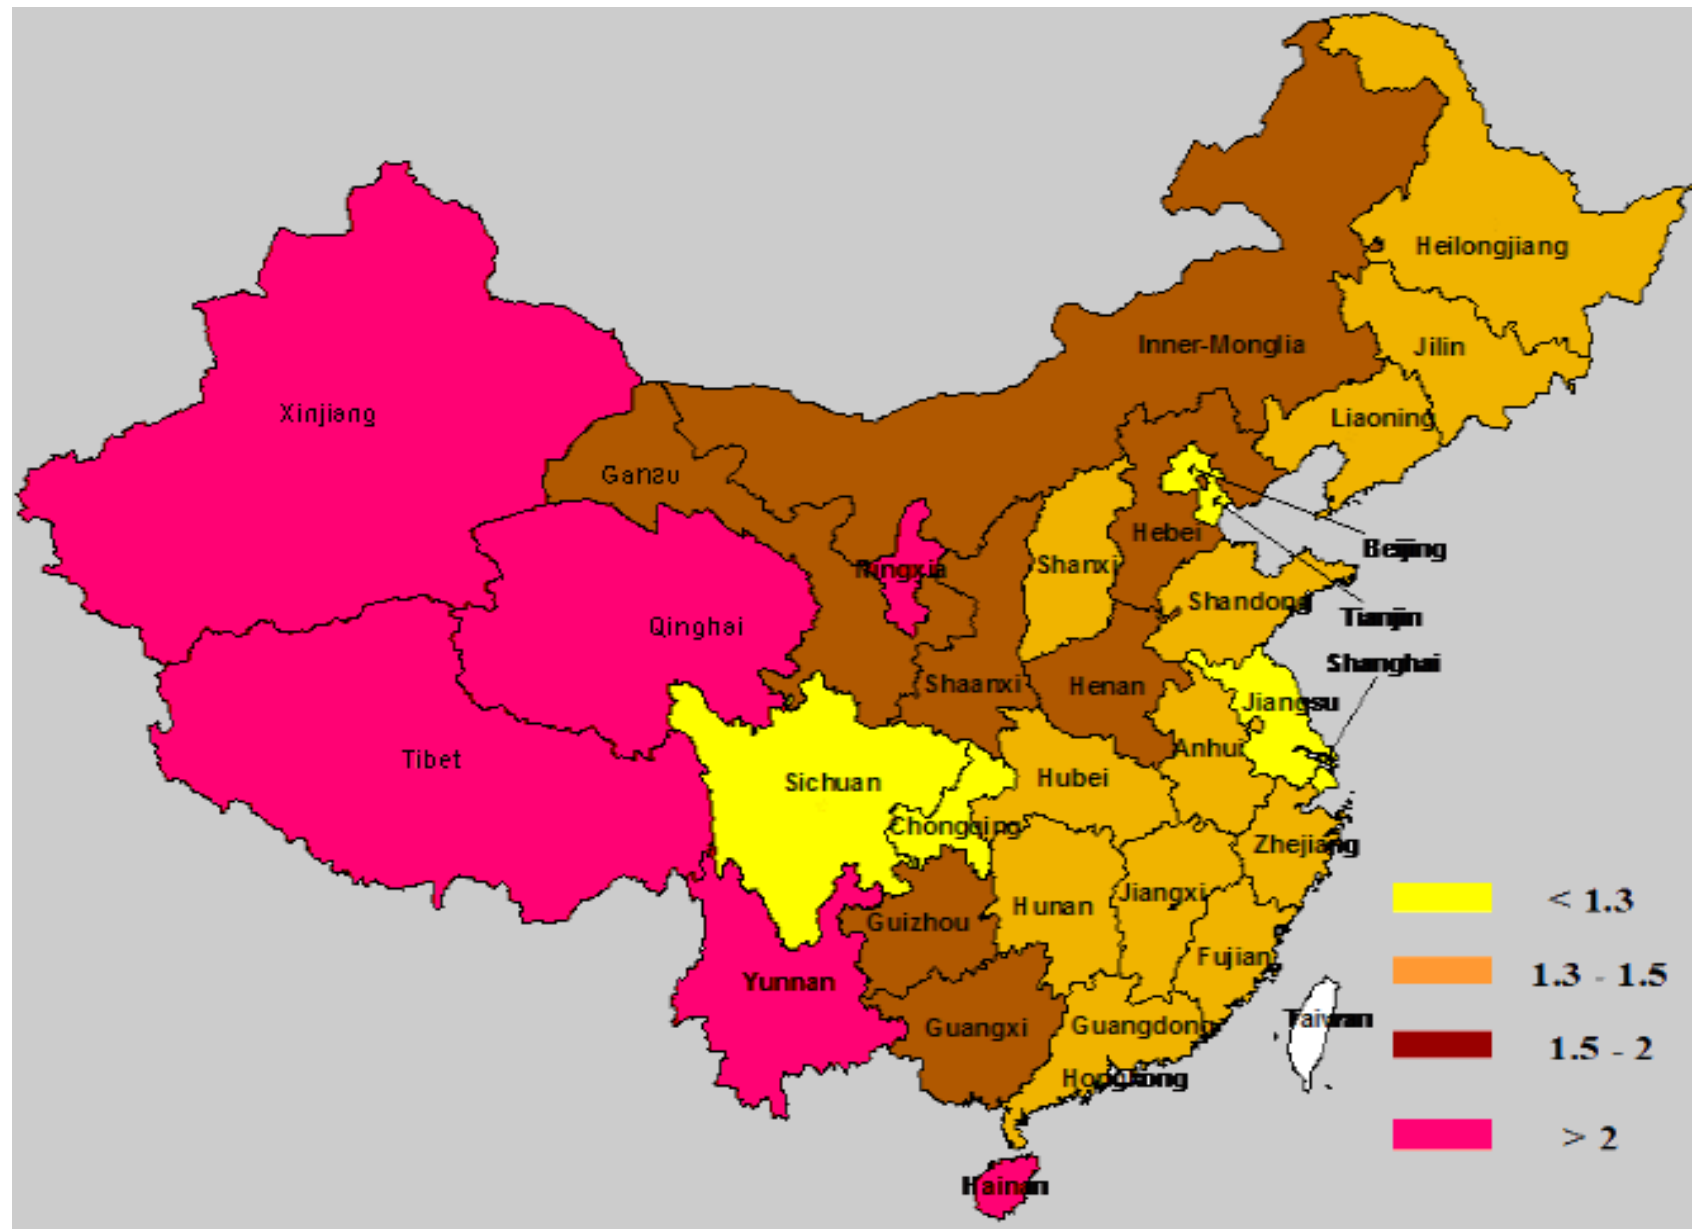 Heilongjiang
Inner-Monglia
Jilin
Xinjiang
Liaoning
Gansu
Hebei
Beijing
Shanxi
Ningxia
Shandong
Tianjin
Qinghai
Shanghai
Shaanxi
Henan
Jiangsu
Anhui
Tibet
Sichuan
Hubei
Chongqing
Zhejiang
Jiangxi
Hunan
< 1.3
Guizhou
Fujian
1.3 - 1.5
Yunnan
Taiwan
Guangxi
Guangdong
1.5 - 2
HongKong
> 2
Hainan